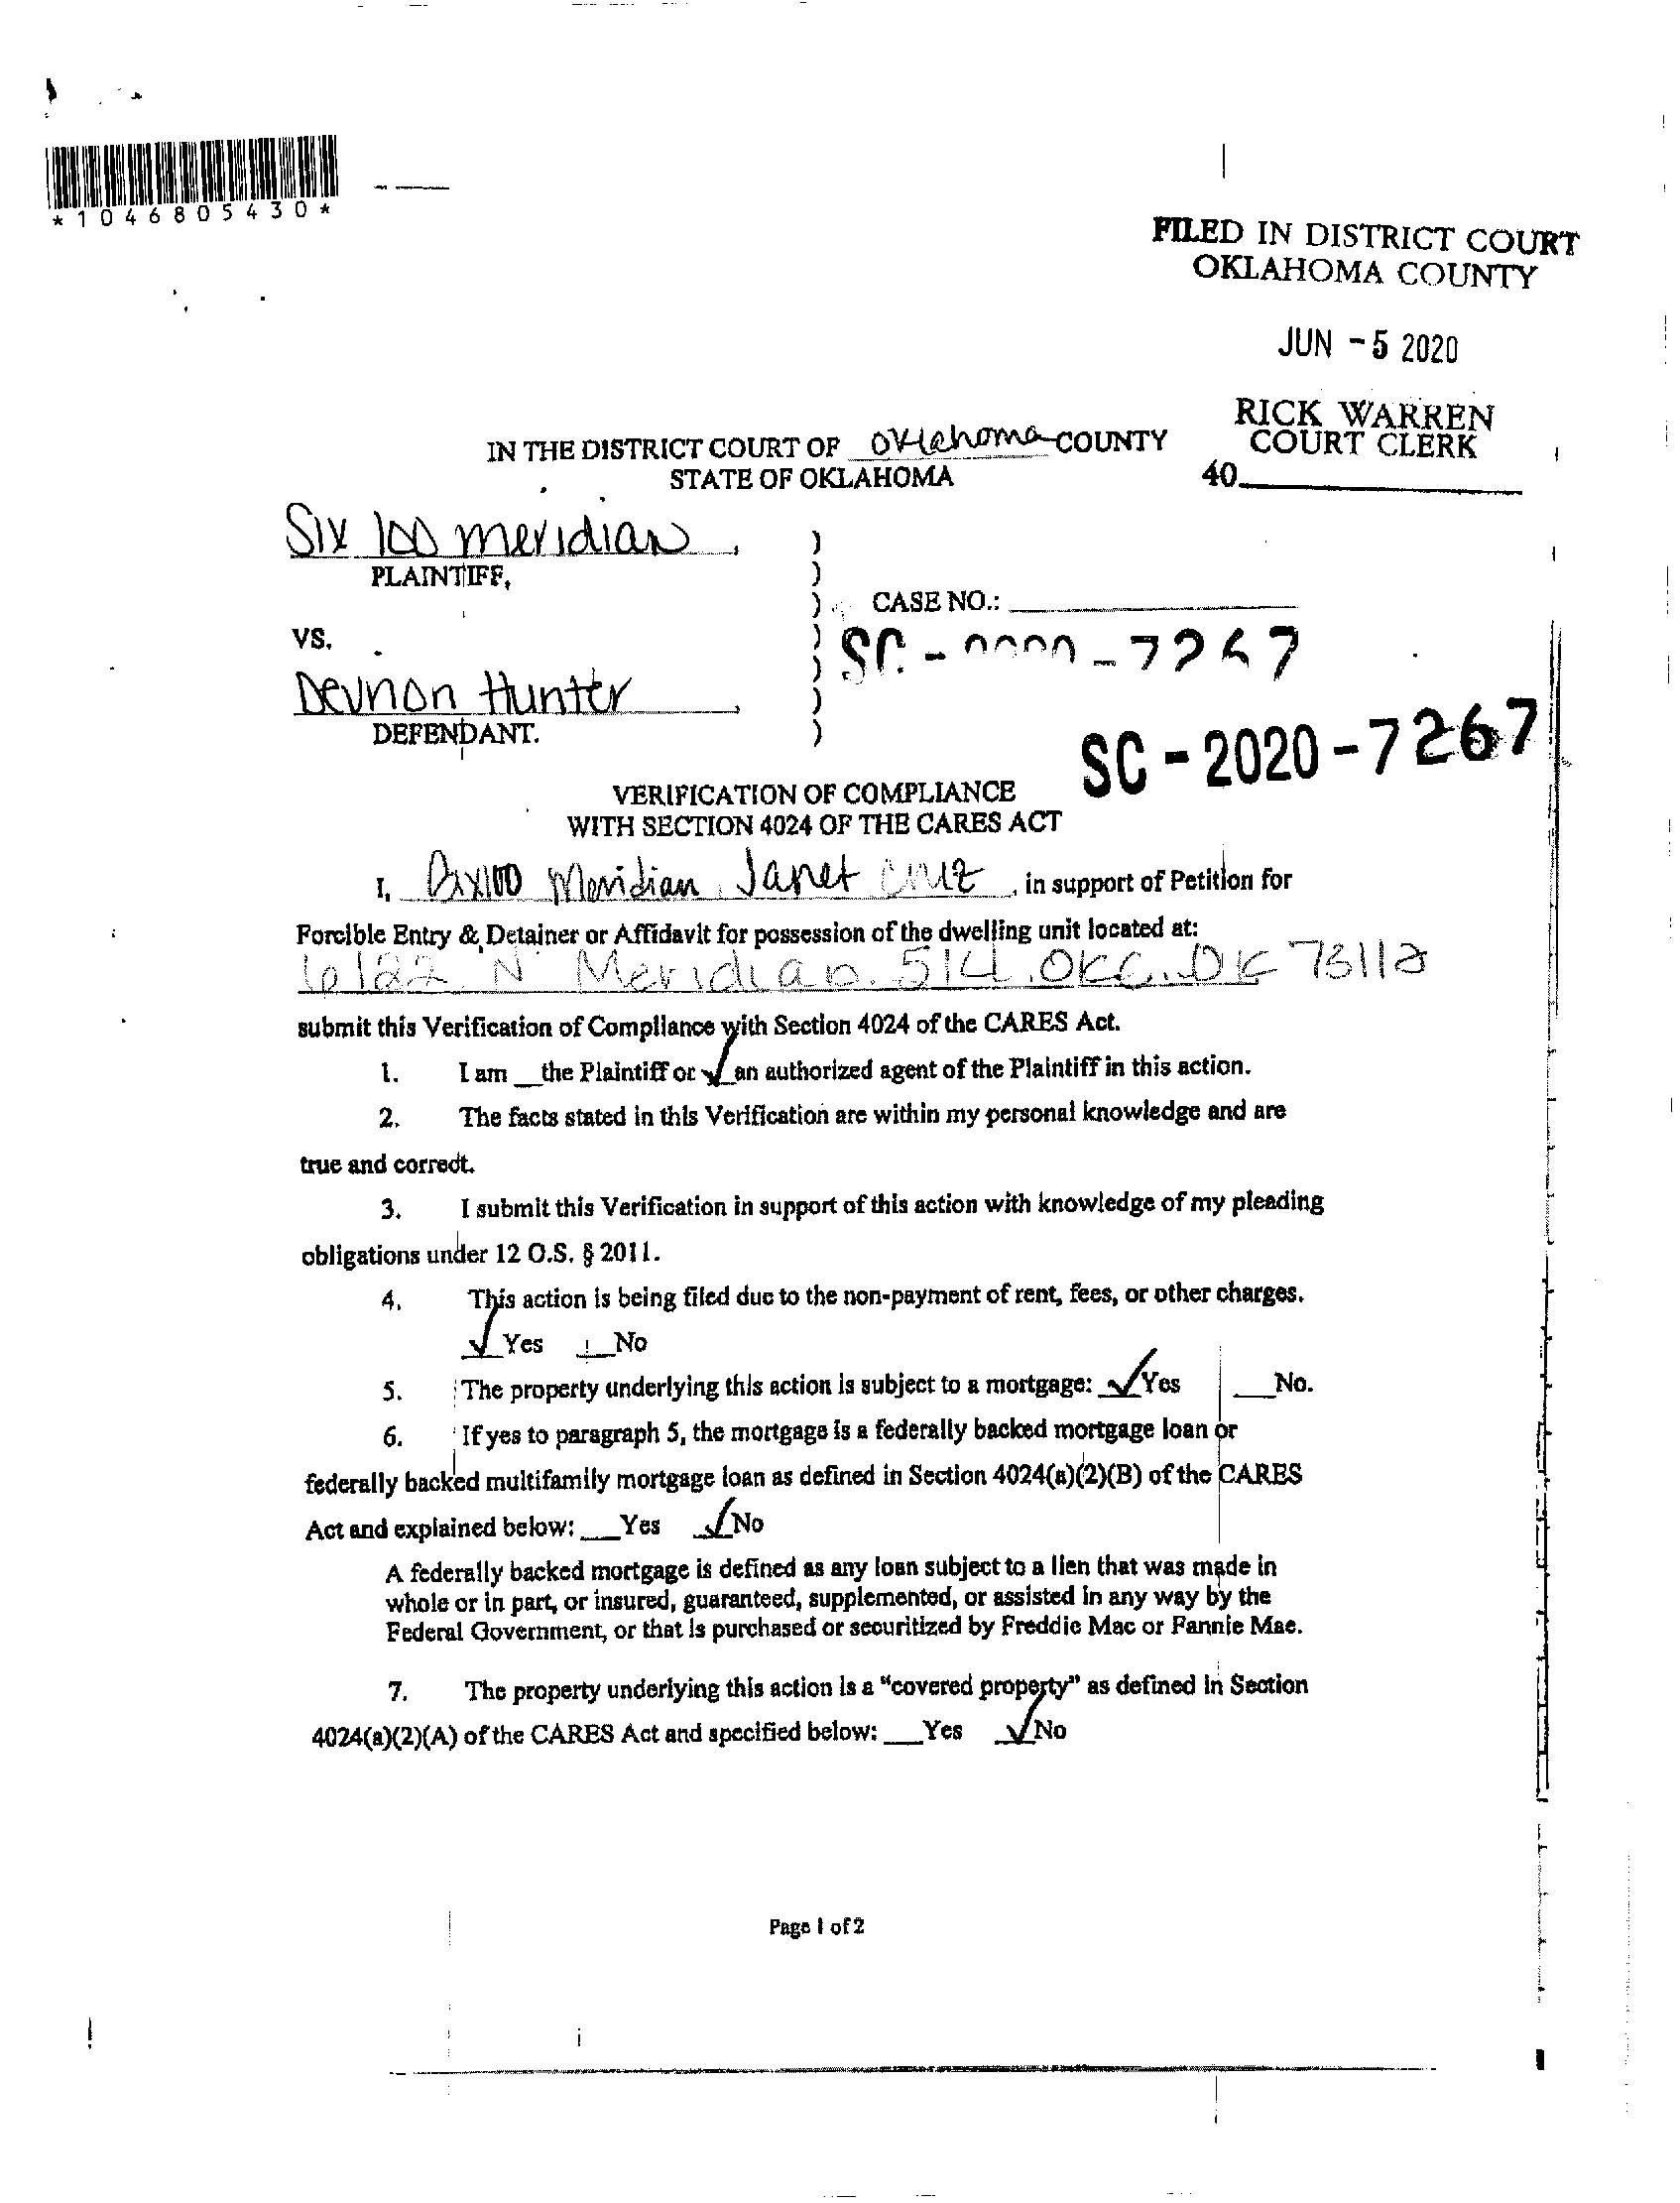 *1046805430*
FILED IN DISTRICT COURT
OKLAHOMA COUNTY
JUN - 5 2020
RICK WARREN
COURT CLERK
40
IN THE DISTRICT COURT OF Oklahoma COUNTY
STATE OF OKLAHOMA
Six 100 meridian,
PLAINTIFF,
CASE NO.:
VS.
SC - -7267
Devnon Hunter,
DEFENDANT.
SC - 2020 - 7267
VERIFICATION OF COMPLIANCE
WITH SECTION 4024 OF THE CARES ACT
I, Six100 Meridian, Janet Cruz, in support of Petition for
Forcible Entry & Detainer or Affidavit for possession of the dwelling unit located at:
6122 N Meridian. 514. OKC. OK 73112
submit this Verification of Compliance with Section 4024 of the CARES Act.
1. I am __the Plaintiff or ✓ an authorized agent of the Plaintiff in this action.
2. The facts stated in this Verification are within my personal knowledge and are
true and correct.
3. I submit this Verification in support of this action with knowledge of my pleading
obligations under 12 O.S. § 2011.
4. This action is being filed due to the non-payment of rent, fees, or other charges.
✓ Yes __No
5. The property underlying this action is subject to a mortgage: ✓ Yes __No.
6. If yes to paragraph 5, the mortgage is a federally backed mortgage loan or
federally backed multifamily mortgage loan as defined in Section 4024(a)(2)(B) of the CARES
Act and explained below: __Yes ✓ No
A federally backed mortgage is defined as any loan subject to a lien that was made in
whole or in part, or insured, guaranteed, supplemented, or assisted in any way by the
Federal Government, or that is purchased or securitized by Freddie Mac or Fannie Mae.
7. The property underlying this action is a "covered property" as defined in Section
4024(a)(2)(A) of the CARES Act and specified below: __Yes ✓ No
Page 1 of 2